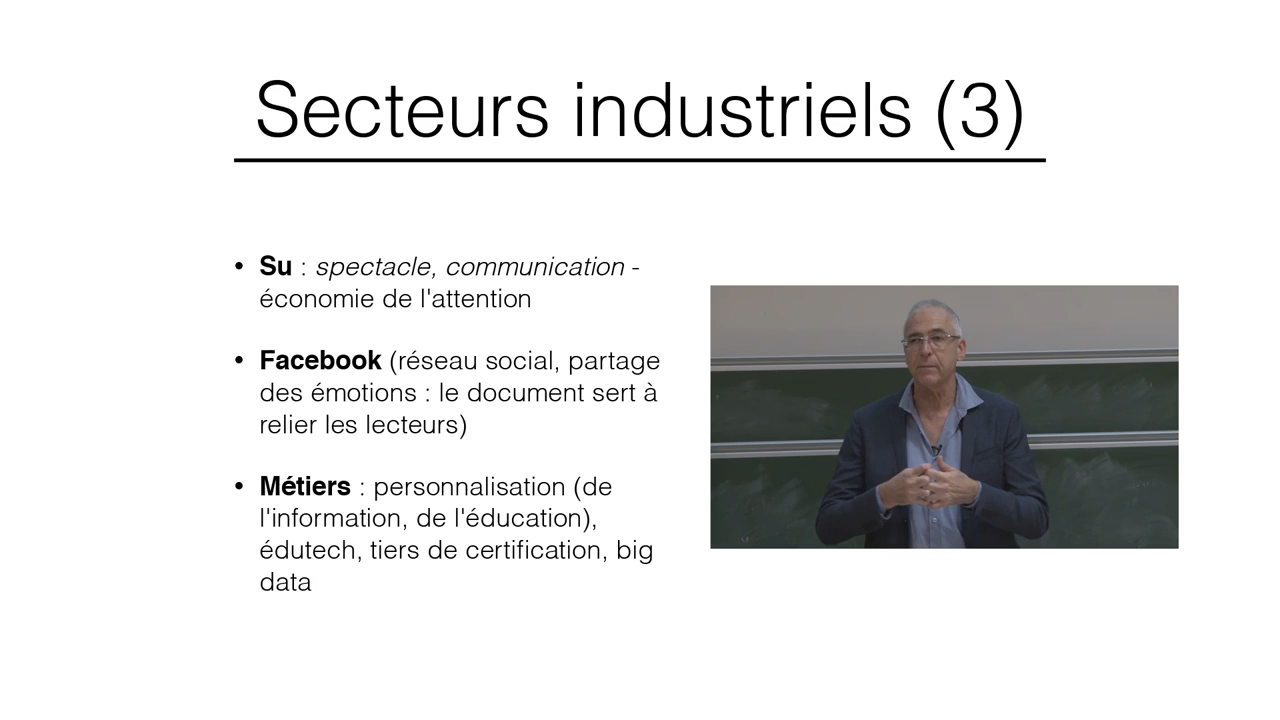 Secteurs industriels (3)
• Su : spectacle, communication -
économie de l'attention
• Facebook (réseau social, partage
des émotions : le document sert à
relier les lecteurs)
• Métiers : personnalisation (de
l'information, de l'éducation),
édutech, tiers de certification, big
data